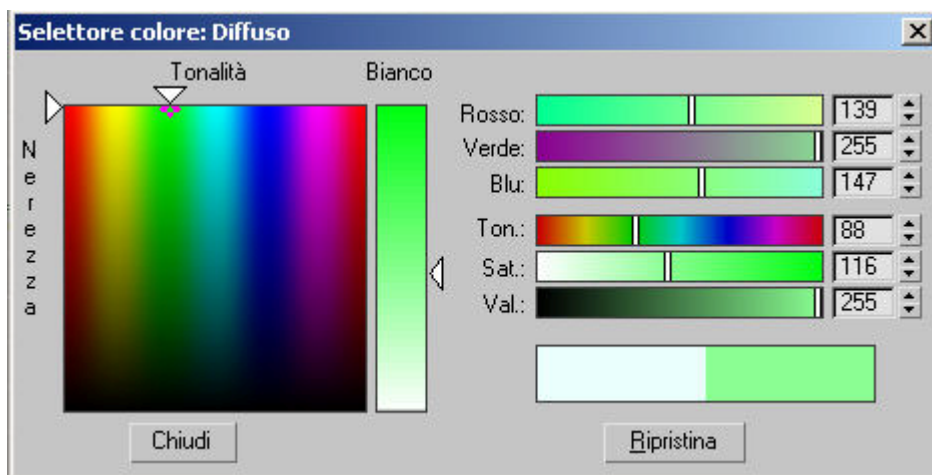 Selettore colore: Diffuso
Tonalità
Bianco
Nerezza
Rosso: 139
Verde: 255
Blu: 147
Ton.: 88
Sat.: 116
Val.: 255
Chiudi
Ripristina